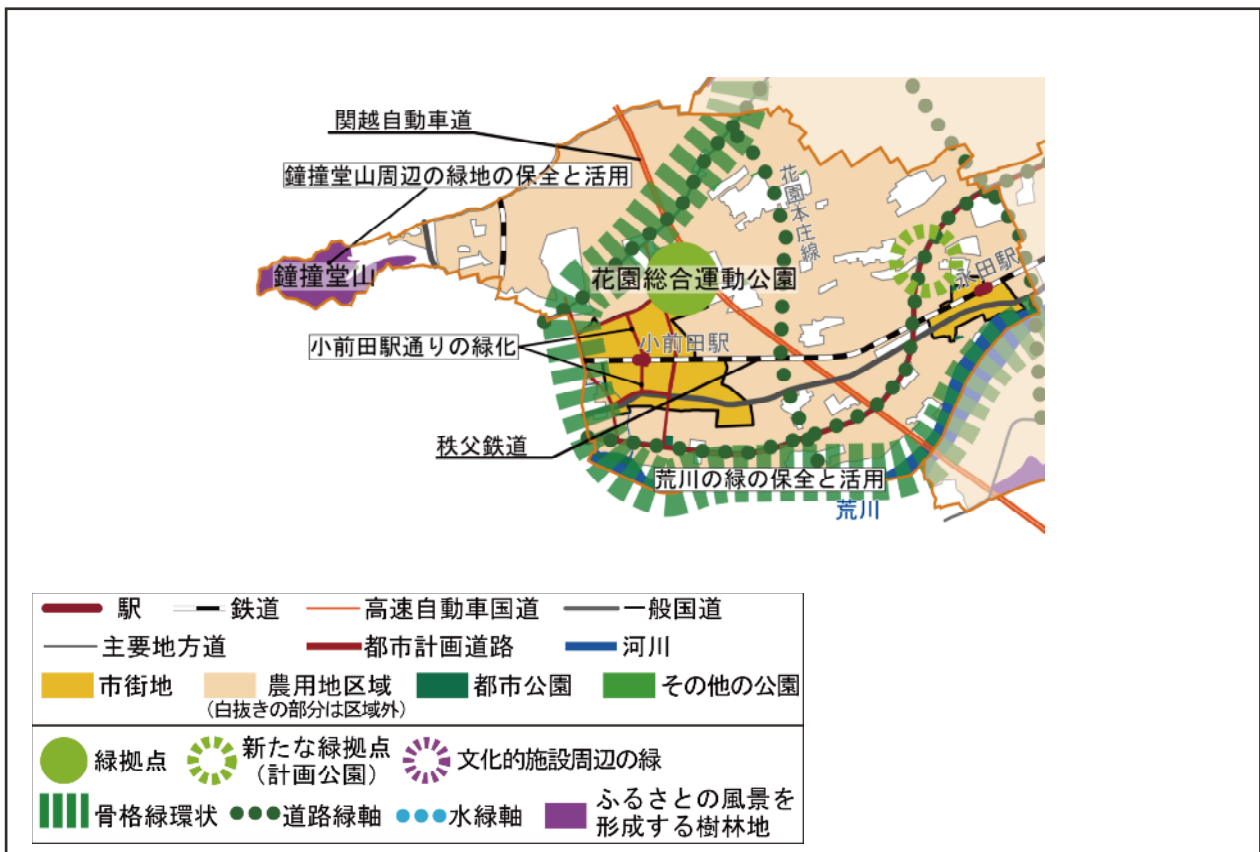 関越自動車道
鐘撞堂山周辺の緑地の保全と活用
花園本庄線
鐘撞堂山
花園総合運動公園
永田駅
小前田駅通りの緑化
小前田駅
秩父鉄道
荒川の緑の保全と活用
荒川
駅 鉄道 高速自動車国道 一般国道
主要地方道 都市計画道路 河川
市街地 農用地区域 都市公園 その他の公園
(白抜きの部分は区域外)
緑拠点 新たな緑拠点 文化的施設周辺の緑
(計画公園)
骨格緑環状 道路緑軸 水緑軸 ふるさとの風景を
形成する樹林地